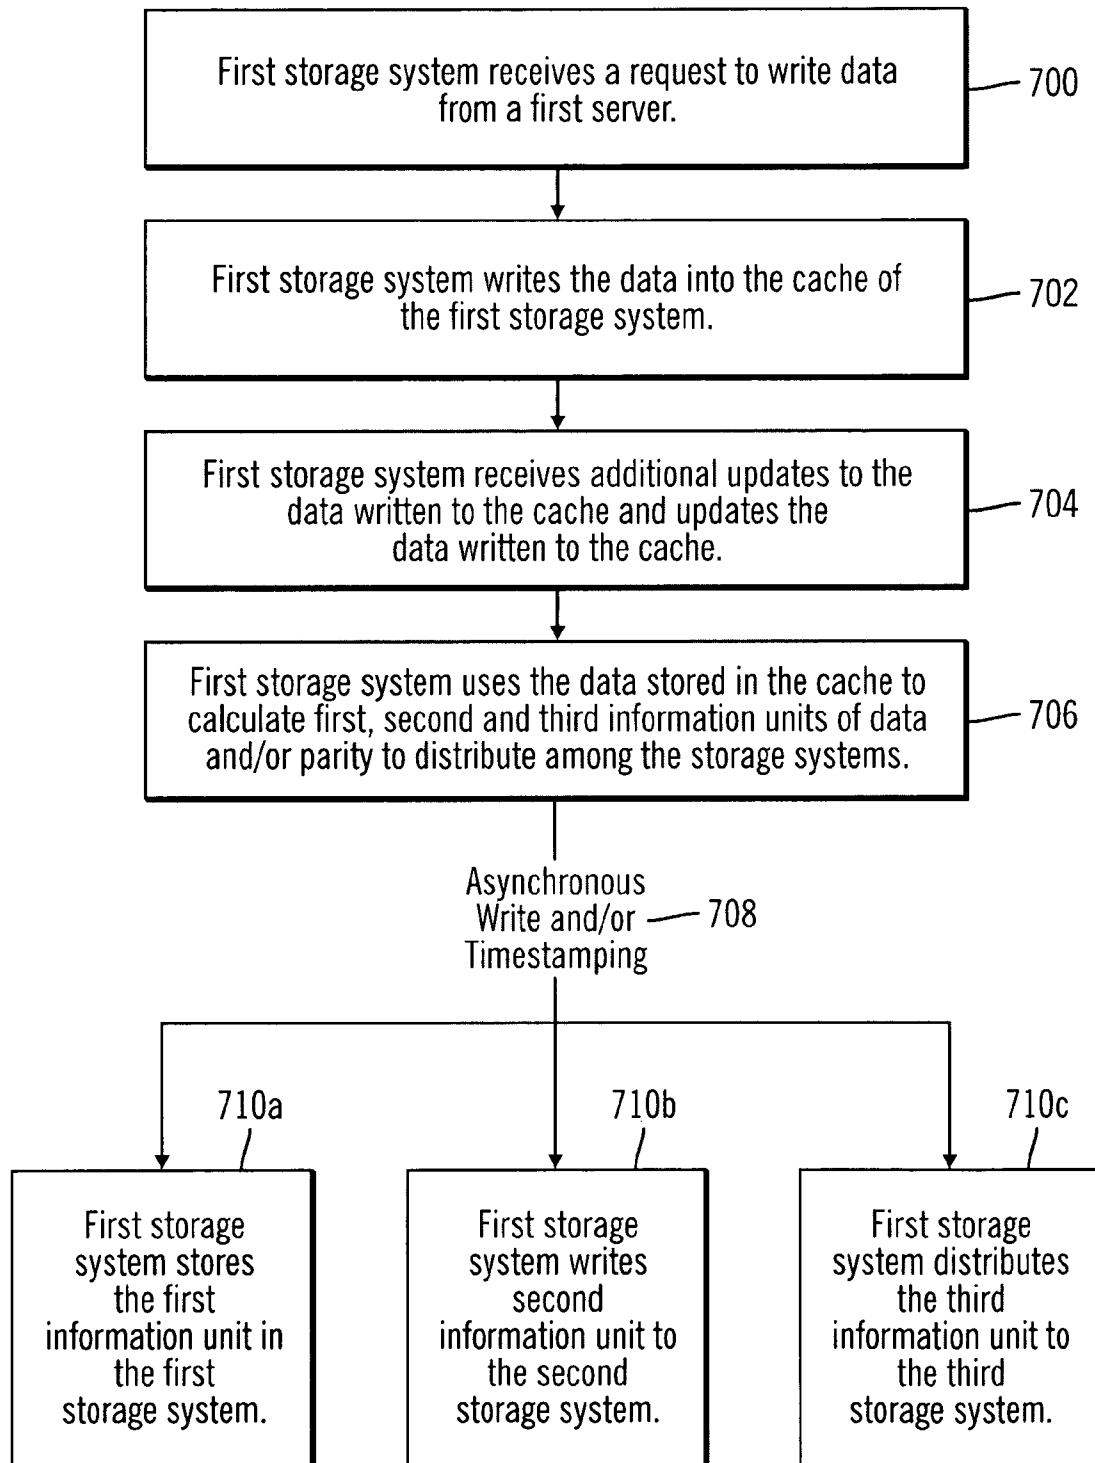 First storage system receives a request to write data
from a first server.
700
First storage system writes the data into the cache of
the first storage system.
702
First storage system receives additional updates to the
data written to the cache and updates the
data written to the cache.
704
First storage system uses the data stored in the cache to
calculate first, second and third information units of data
and/or parity to distribute among the storage systems.
706
Asynchronous
Write and/or
Timestamping
708
710a
First storage
system stores
the first
information unit in
the first
storage system.
710b
First storage
system writes
second
information unit to
the second
storage system.
710c
First storage
system distributes
the third
information unit to
the third
storage system.